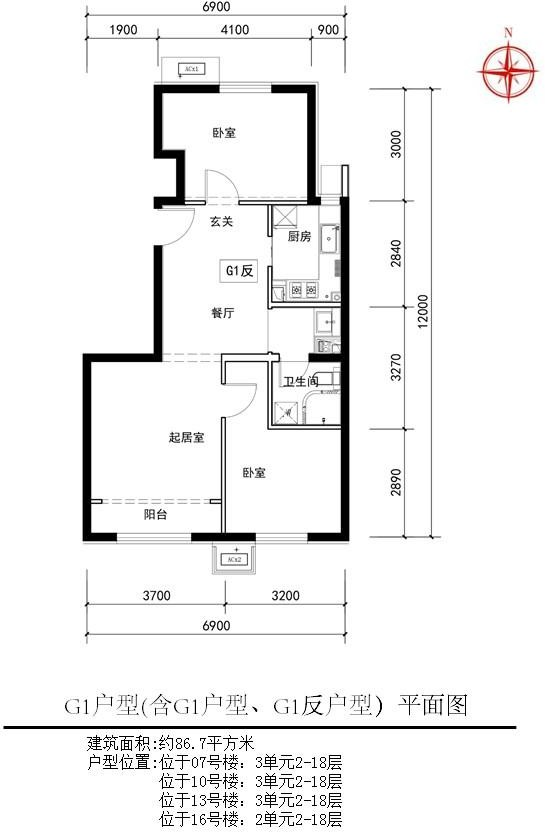 6900
1900 4100 900
N
ACx1
卧室
3000
玄关
厨房
G1反
2840
餐厅
12000
3270
卫生间
起居室
卧室
2890
阳台
ACx2
3700 3200
6900
G1户型(含G1户型、G1反户型）平面图
建筑面积:约86.7平方米
户型位置:位于07号楼：3单元2-18层
位于10号楼：3单元2-18层
位于13号楼：3单元2-18层
位于16号楼：2单元2-18层